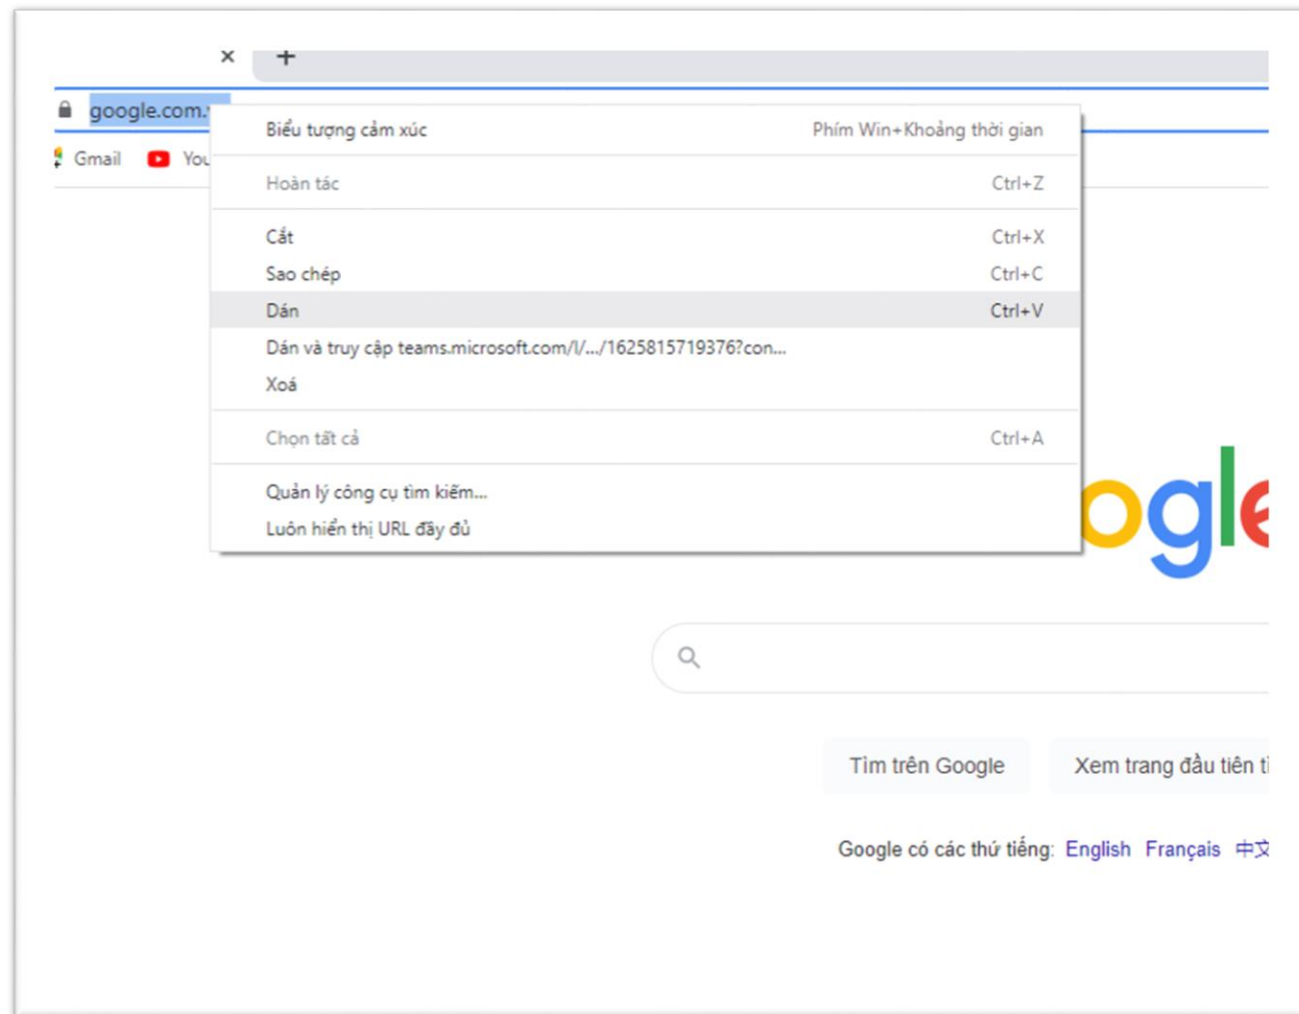 google.com.
Gmail
Biểu tượng cảm xúc Phím Win+Khoảng thời gian
Hoàn tác Ctrl+Z
Cắt Ctrl+X
Sao chép Ctrl+C
Dán Ctrl+V
Dán và truy cập teams.microsoft.com/l/.../1625815719376?con...
Xoá
Chọn tất cả Ctrl+A
Quản lý công cụ tìm kiếm...
Luôn hiển thị URL đầy đủ
ogle
Tìm trên Google Xem trang đầu tiên
Google có các thứ tiếng: English Français 中文